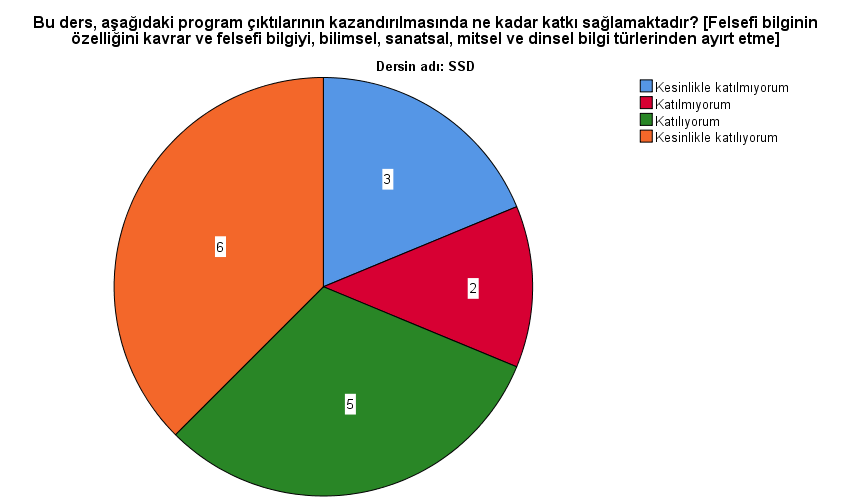 Bu ders, aşağıdaki program çıktılarının kazandırılmasında ne kadar katkı sağlamaktadır? [Felsefi bilginin
özelliğini kavrar ve felsefi bilgiyi, bilimsel, sanatsal, mitsel ve dinsel bilgi türlerinden ayırt etme]
Dersin adı: SSD
Kesinlikle katılmıyorum
Katılmıyorum
Katılıyorum
Kesinlikle katılıyorum
3
6
2
5